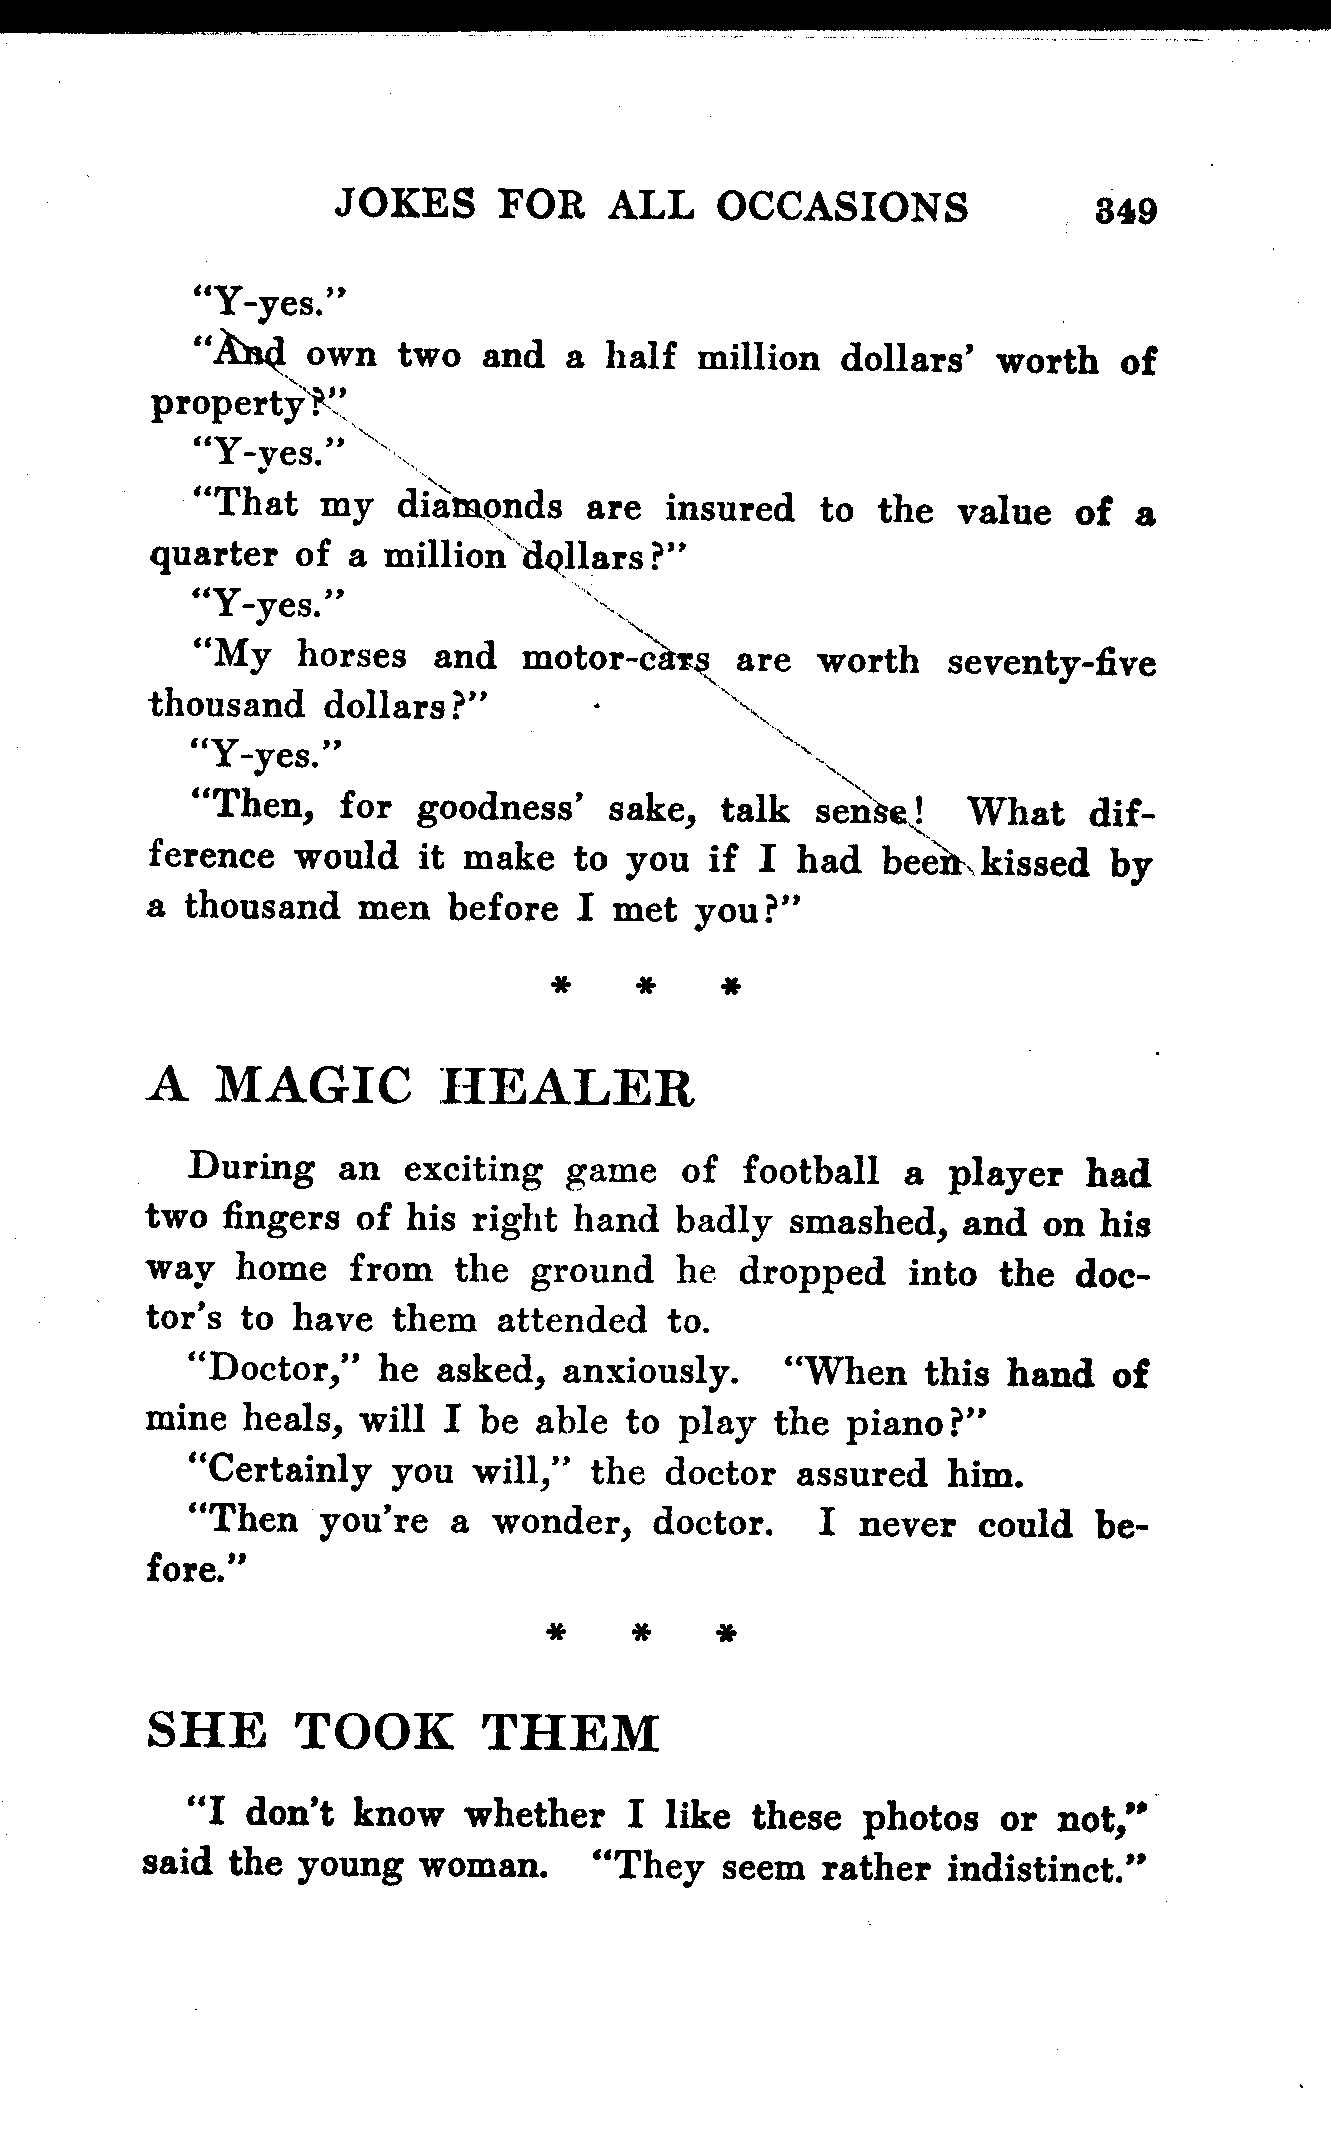 JOKES FOR ALL OCCASIONS 349
"Y-yes."
"And own two and a half million dollars' worth of
property?"
"Y-yes."
"That my diamonds are insured to the value of a
quarter of a million dollars?"
"Y-yes."
"My horses and motor-cars are worth seventy-five
thousand dollars?"
"Y-yes."
"Then, for goodness' sake, talk sense! What dif-
ference would it make to you if I had been kissed by
a thousand men before I met you?"
* * *
A MAGIC HEALER
During an exciting game of football a player had
two fingers of his right hand badly smashed, and on his
way home from the ground he dropped into the doc-
tor's to have them attended to.
"Doctor," he asked, anxiously. "When this hand of
mine heals, will I be able to play the piano?"
"Certainly you will," the doctor assured him.
"Then you're a wonder, doctor. I never could be-
fore."
* * *
SHE TOOK THEM
"I don't know whether I like these photos or not,"
said the young woman. "They seem rather indistinct."